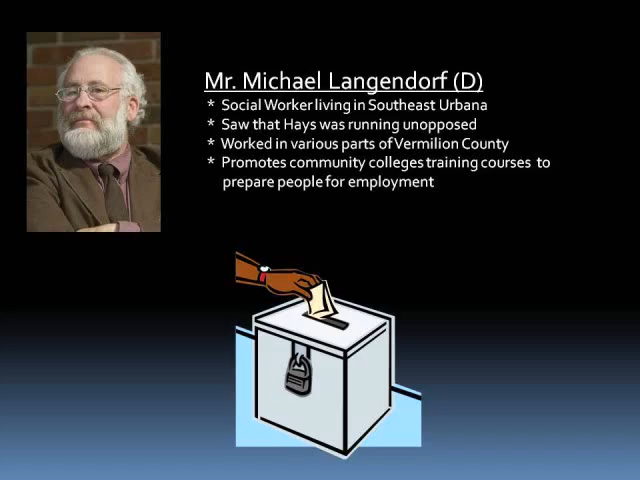 Mr. Michael Langendorf (D)
* Social Worker living in Southeast Urbana
* Saw that Hays was running unopposed
* Worked in various parts of Vermilion County
* Promotes community colleges training courses to
prepare people for employment